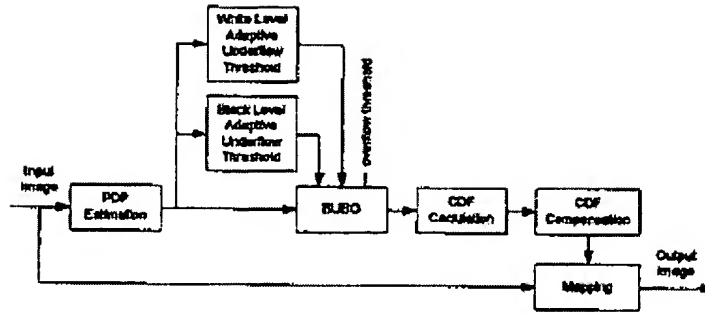 White Level
Adaptive
Underflow
Threshold
Black Level
Adaptive
Underflow
Threshold
overflow threshold
Input
Image
PDF
Estimation
BUBO
CDF
Calculation
CDF
Compensation
Mapping
Output
Image